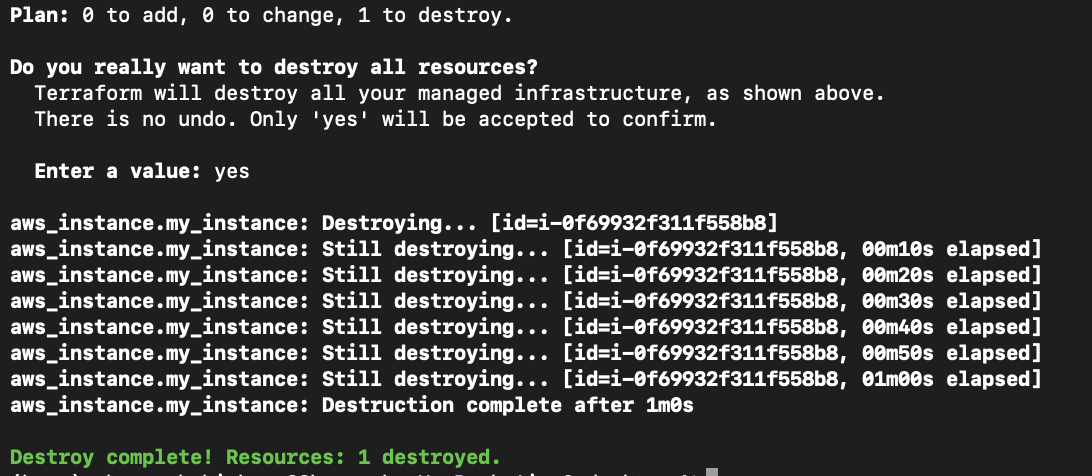 Plan: 0 to add, 0 to change, 1 to destroy.
Do you really want to destroy all resources?
Terraform will destroy all your managed infrastructure, as shown above.
There is no undo. Only 'yes' will be accepted to confirm.
Enter a value: yes
aws_instance.my_instance: Destroying... [id=i-0f69932f311f558b8]
aws_instance.my_instance: Still destroying... [id=i-0f69932f311f558b8, 00m10s elapsed]
aws_instance.my_instance: Still destroying... [id=i-0f69932f311f558b8, 00m20s elapsed]
aws_instance.my_instance: Still destroying... [id=i-0f69932f311f558b8, 00m30s elapsed]
aws_instance.my_instance: Still destroying... [id=i-0f69932f311f558b8, 00m40s elapsed]
aws_instance.my_instance: Still destroying... [id=i-0f69932f311f558b8, 00m50s elapsed]
aws_instance.my_instance: Still destroying... [id=i-0f69932f311f558b8, 01m00s elapsed]
aws_instance.my_instance: Destruction complete after 1m0s
Destroy complete! Resources: 1 destroyed.